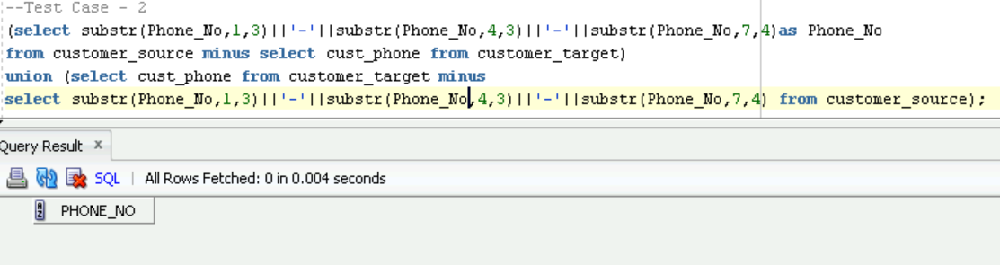 --Test Case - 2
(select substr(Phone_No,1,3)||'-'||substr(Phone_No,4,3)||'-'||substr(Phone_No,7,4)as Phone_No
from customer_source minus select cust_phone from customer_target)
union (select cust_phone from customer_target minus
select substr(Phone_No,1,3)||'-'||substr(Phone_No,4,3)||'-'||substr(Phone_No,7,4) from customer_source);
Query Result x
SQL | All Rows Fetched: 0 in 0.004 seconds
PHONE_NO